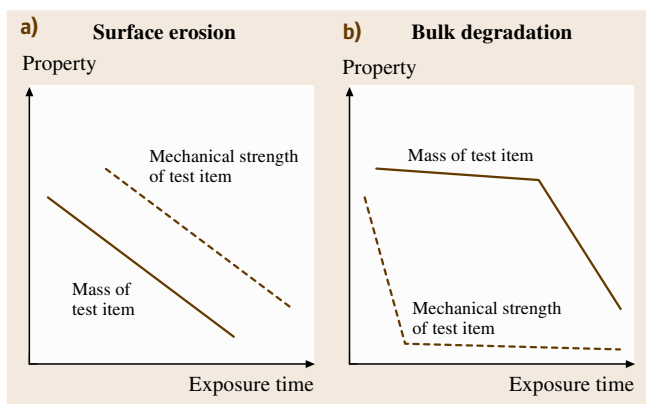 a) Surface erosion
Property
Mechanical strength
of test item
Mass of
test item
Exposure time
b) Bulk degradation
Property
Mass of test item
Mechanical strength
of test item
Exposure time